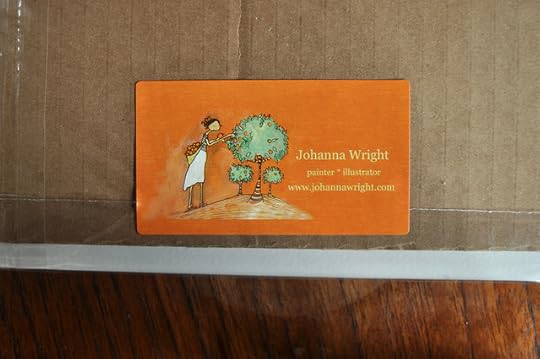 Johanna Wright
painter * illustrator
www.johannawright.com